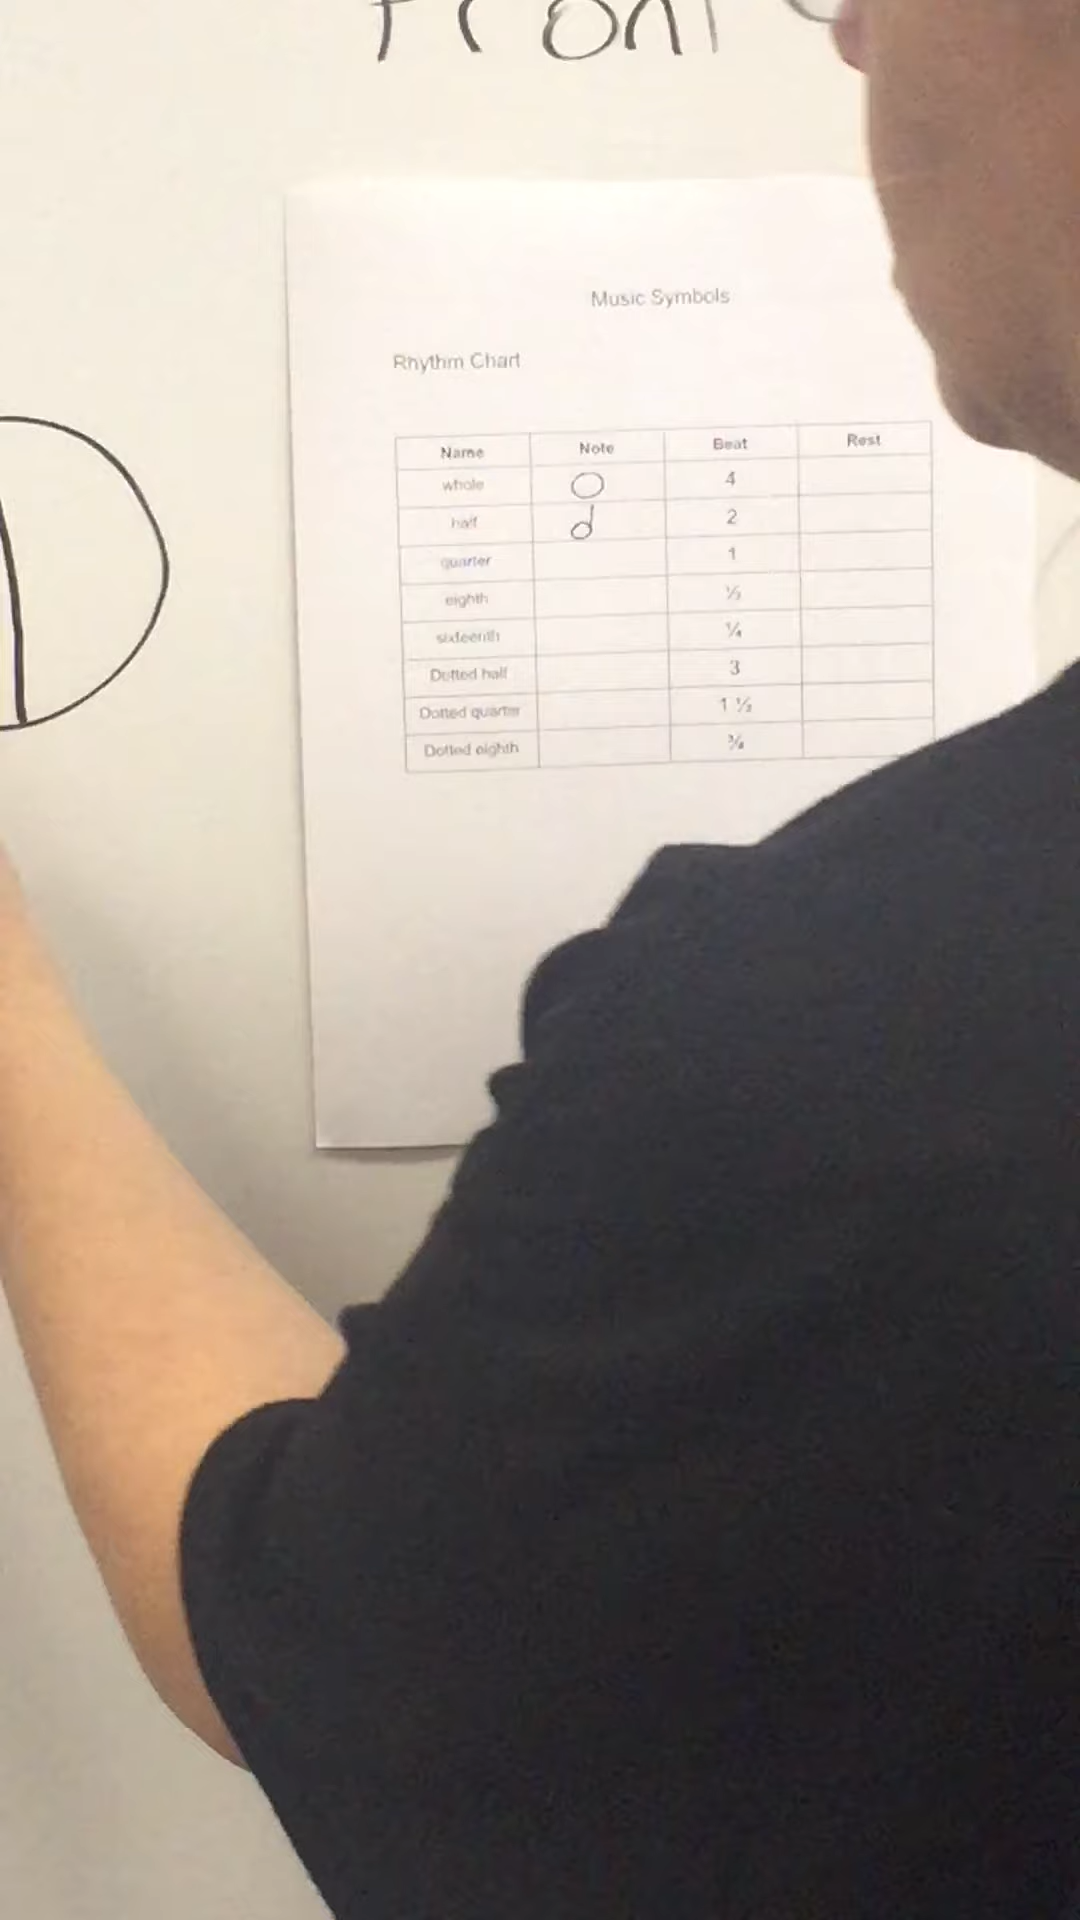 Front
Music Symbols
Rhythm Chart
Name Note Beat Rest
whole 4
half 2
quarter 1
eighth ½
sixteenth ¼
Dotted half 3
Dotted quarter 1 ½
Dotted eighth ¾